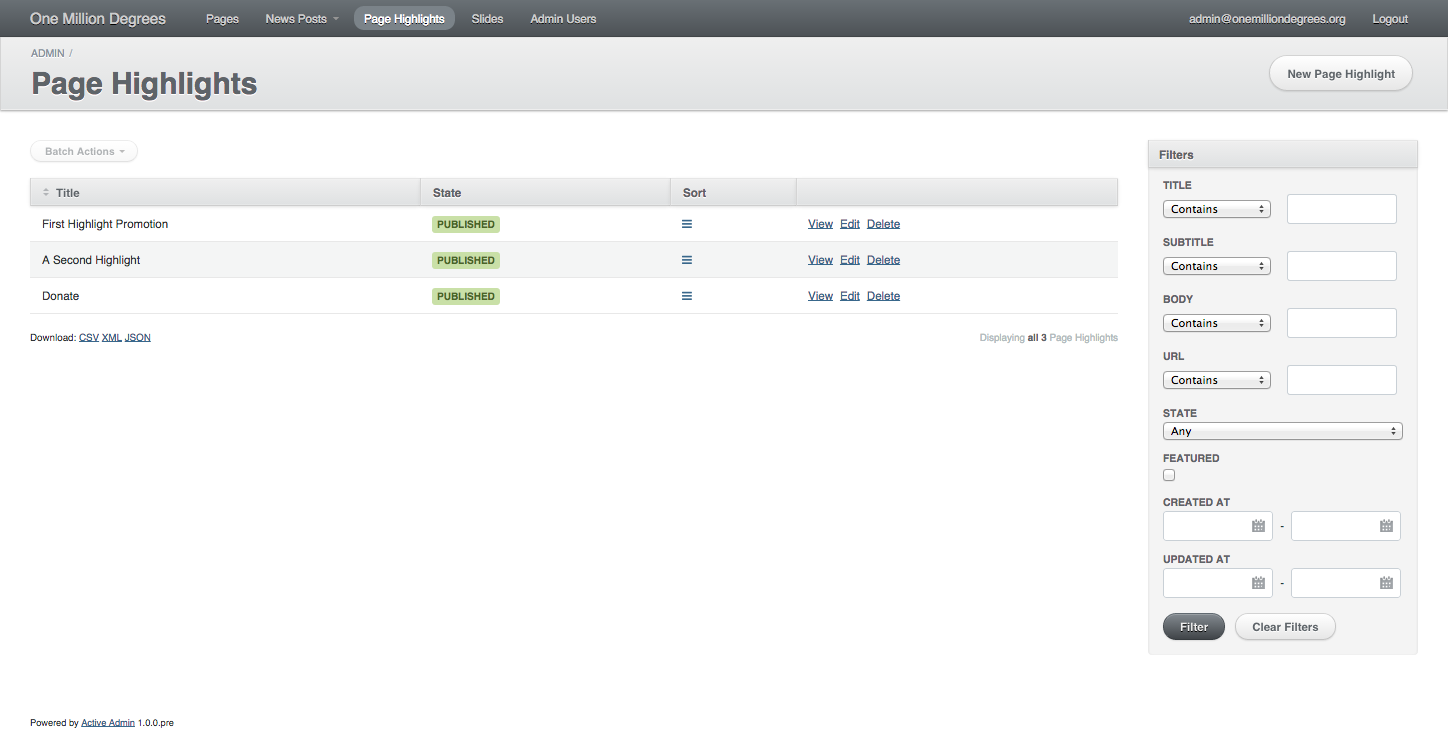 One Million Degrees Pages News Posts Page Highlights Slides Admin Users admin@onemilliondegrees.org Logout
ADMIN /
Page Highlights
New Page Highlight
Batch Actions
Title State Sort
First Highlight Promotion PUBLISHED View Edit Delete
A Second Highlight PUBLISHED View Edit Delete
Donate PUBLISHED View Edit Delete
Download: CSV XML JSON
Displaying all 3 Page Highlights
Filters
TITLE
Contains
SUBTITLE
Contains
BODY
Contains
URL
Contains
STATE
Any
FEATURED
CREATED AT
-
UPDATED AT
-
Filter Clear Filters
Powered by Active Admin 1.0.0.pre